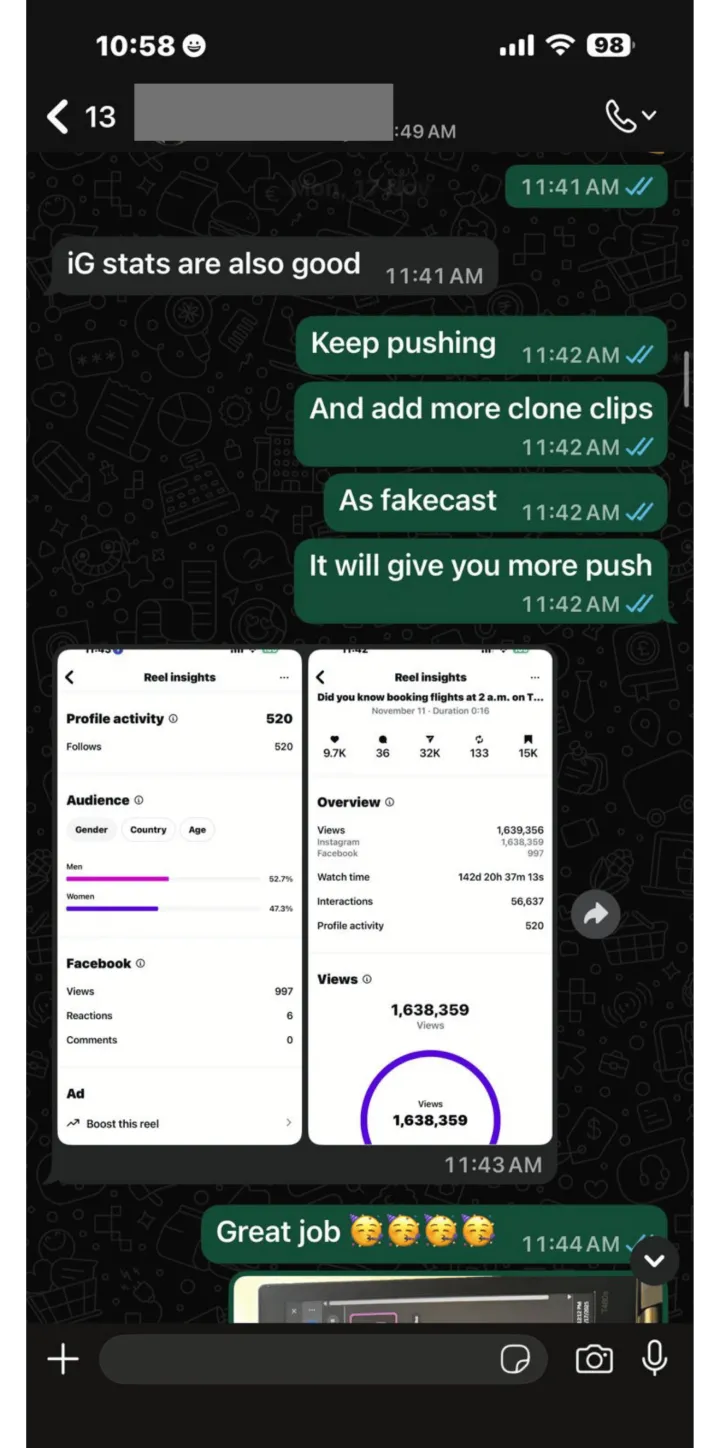 10:58
98
13
:49 AM
Mon, 17 Nov
11:41 AM
iG stats are also good 11:41 AM
Keep pushing 11:42 AM
And add more clone clips
11:42 AM
As fakecast 11:42 AM
It will give you more push
11:42 AM
11:43
Reel insights
Profile activity 520
Follows 520
Audience
Gender Country Age
Men
52.7%
Women
47.3%
Facebook
Views 997
Reactions 6
Comments 0
Ad
Boost this reel
11:42
Reel insights
Did you know booking flights at 2 a.m. on T...
November 11 · Duration 0:16
9.7K 36 32K 133 15K
Overview
Views 1,639,356
Instagram 1,638,359
Facebook 997
Watch time 142d 20h 37m 13s
Interactions 56,637
Profile activity 520
Views
1,638,359
Views
Views
1,638,359
11:43 AM
Great job 🥳🥳🥳🥳 11:44 AM